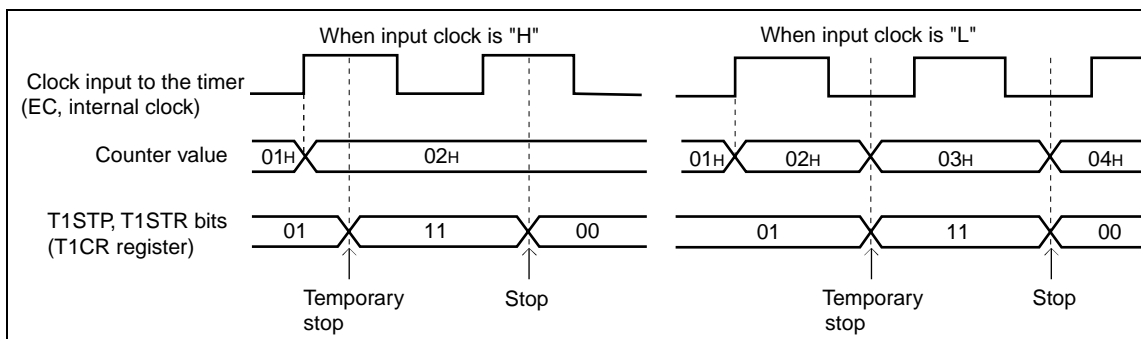 When input clock is "H" When input clock is "L"
Clock input to the timer
(EC, internal clock)
Counter value 01H 02H 01H 02H 03H 04H
T1STP, T1STR bits
(T1CR register) 01 11 00 01 11 00
Temporary stop Stop Temporary stop Stop